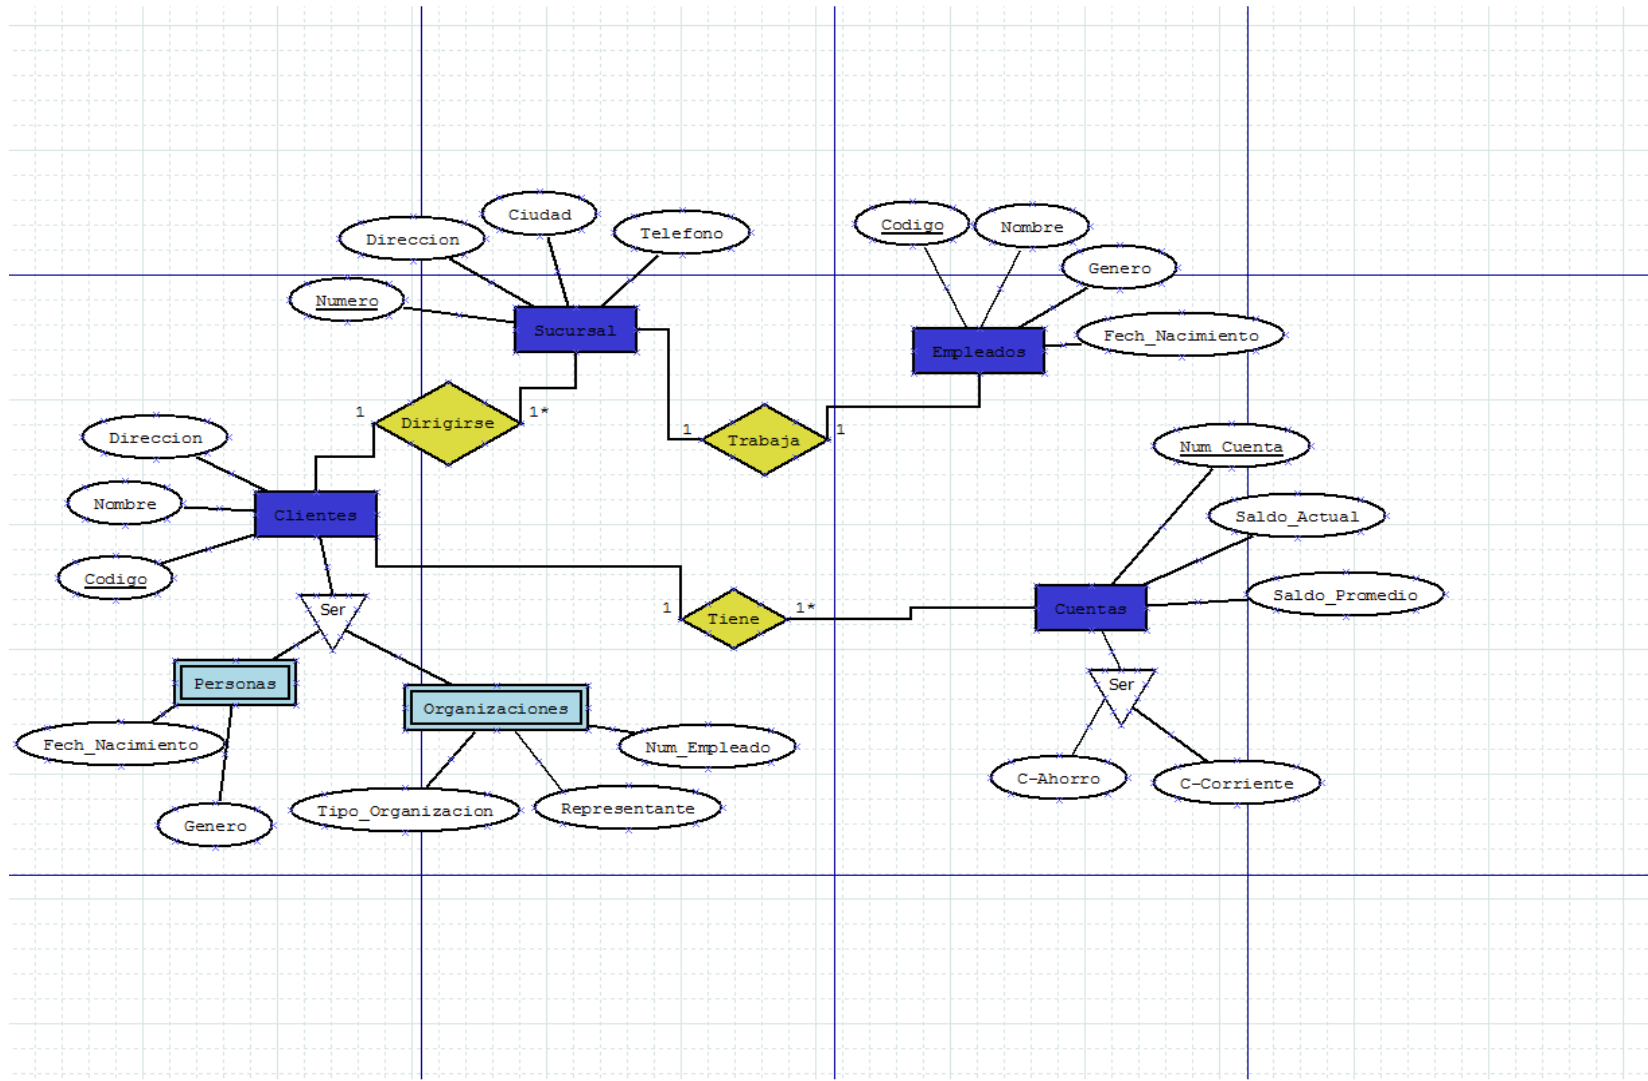 Ciudad
Direccion
Telefono
Numero
Sucursal
Codigo
Nombre
Genero
Fech_Nacimiento
Empleados
1
Dirigirse
1*
1
Trabaja
1
Direccion
Nombre
Codigo
Clientes
Num_Cuenta
Saldo_Actual
Saldo_Promedio
Cuentas
1
Tiene
1*
Ser
Personas
Organizaciones
Fech_Nacimiento
Genero
Num_Empleado
Tipo_Organizacion
Representante
Ser
C-Ahorro
C-Corriente